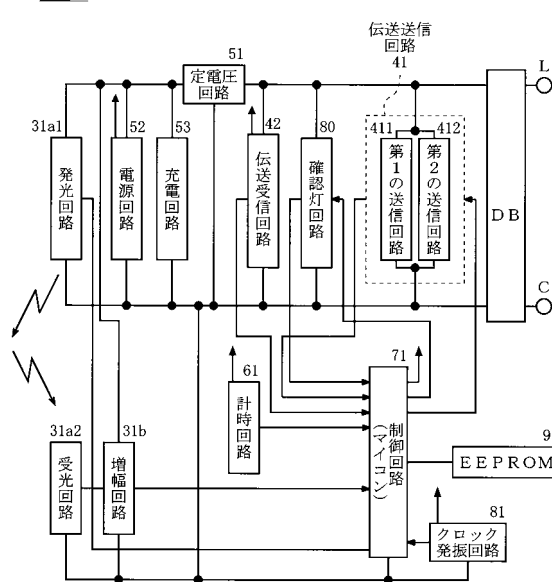 伝送送信
回路
41
L
51
定電圧
回路
31a1
52
53
42
80
411
412
発光回路
電源回路
充電回路
伝送受信回路
確認灯回路
第1の送信回路
第2の送信回路
DB
C
61
71
計時回路
制御回路
(マイコン)
31a2
31b
受光回路
増幅回路
9
EEPROM
81
クロック
発振回路